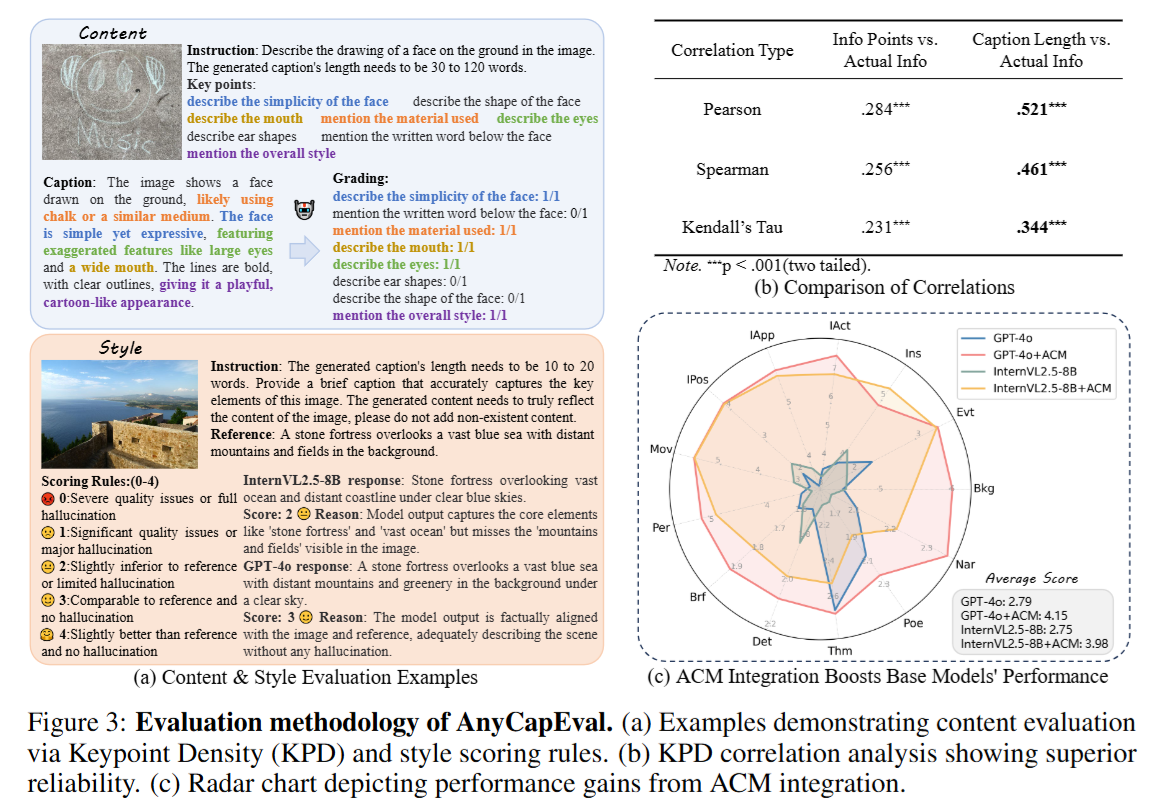 Content
Instruction: Describe the drawing of a face on the ground in the image.
The generated caption's length needs to be 30 to 120 words.
Key points:
describe the simplicity of the face describe the shape of the face
describe the mouth mention the material used describe the eyes
describe ear shapes mention the written word below the face
mention the overall style
Music
Caption: The image shows a face
drawn on the ground, likely using
chalk or a similar medium. The face
is simple yet expressive, featuring
exaggerated features like large eyes
and a wide mouth. The lines are bold,
with clear outlines, giving it a playful,
cartoon-like appearance.
Grading:
describe the simplicity of the face: 1/1
mention the written word below the face: 0/1
mention the material used: 1/1
describe the mouth: 1/1
describe the eyes: 1/1
describe ear shapes: 0/1
describe the shape of the face: 0/1
mention the overall style: 1/1
Style
Instruction: The generated caption's length needs to be 10 to 20
words. Provide a brief caption that accurately captures the key
elements of this image. The generated content needs to truly reflect
the content of the image, please do not add non-existent content.
Reference: A stone fortress overlooks a vast blue sea with distant
mountains and fields in the background.
Scoring Rules:(0-4)
0:Severe quality issues or full
hallucination
1:Significant quality issues or
major hallucination
2:Slightly inferior to reference
or limited hallucination
3:Comparable to reference and
no hallucination
4:Slightly better than reference
and no hallucination
InternVL2.5-8B response: Stone fortress overlooking vast
ocean and distant coastline under clear blue skies.
Score: 2 Reason: Model output captures the core elements
like 'stone fortress' and 'vast ocean' but misses the 'mountains
and fields' visible in the image.
GPT-4o response: A stone fortress overlooks a vast blue sea
with distant mountains and greenery in the background under
a clear sky.
Score: 3 Reason: The model output is factually aligned
with the image and reference, adequately describing the scene
without any hallucination.
(a) Content & Style Evaluation Examples
Correlation Type Info Points vs. Actual Info Caption Length vs. Actual Info
Pearson .284*** .521***
Spearman .256*** .461***
Kendall's Tau .231*** .344***
Note. ***p < .001(two tailed).
(b) Comparison of Correlations
GPT-4o
GPT-4o+ACM
InternVL2.5-8B
InternVL2.5-8B+ACM
IAct
IApp
Ins
IPos
Evt
Mov
Bkg
Per
Nar
Brf
Poe
Det
Thm
Average Score
GPT-4o: 2.79
GPT-4o+ACM: 4.15
InternVL2.5-8B: 2.75
InternVL2.5-8B+ACM: 3.98
(c) ACM Integration Boosts Base Models' Performance
Figure 3: Evaluation methodology of AnyCapEval. (a) Examples demonstrating content evaluation
via Keypoint Density (KPD) and style scoring rules. (b) KPD correlation analysis showing superior
reliability. (c) Radar chart depicting performance gains from ACM integration.